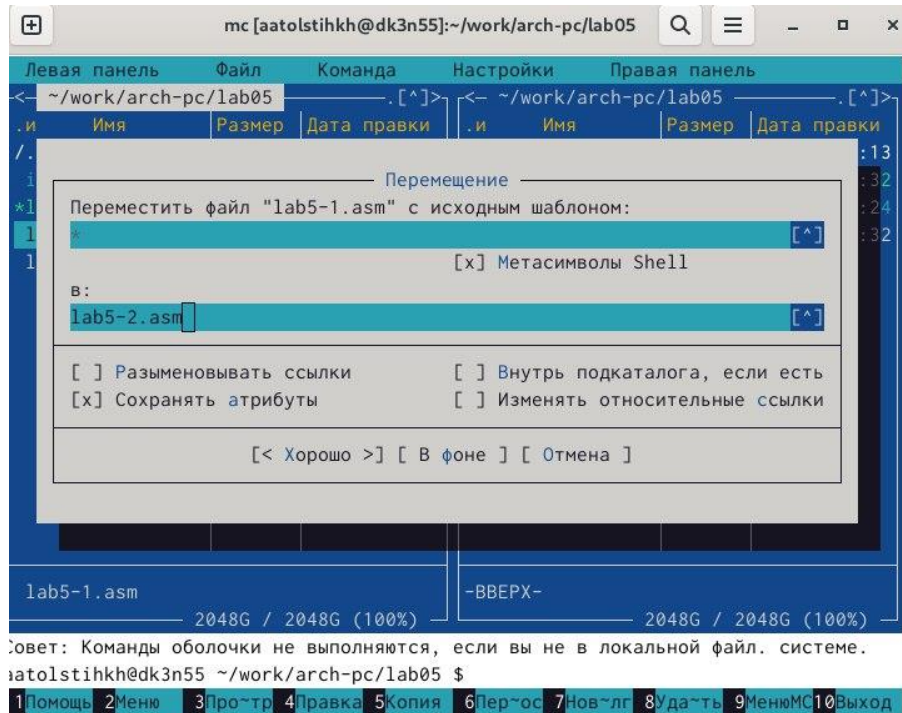 mc [aatolstihkh@dk3n55]:~/work/arch-pc/lab05
Левая панель Файл Команда Настройки Правая панель
<— ~/work/arch-pc/lab05 .[^]> <— ~/work/arch-pc/lab05 .[^]>
.и Имя Размер Дата правки .и Имя Размер Дата правки
/. :13
i Перемещение :32
*l Переместить файл "lab5-1.asm" с исходным шаблоном: :24
l * [^] :32
l [x] Метасимволы Shell
в:
lab5-2.asm [^]
[ ] Разыменовывать ссылки [ ] Внутрь подкаталога, если есть
[x] Сохранять атрибуты [ ] Изменять относительные ссылки
[< Хорошо >] [ В фоне ] [ Отмена ]
lab5-1.asm -ВВЕРХ-
2048G / 2048G (100%) 2048G / 2048G (100%)
Совет: Команды оболочки не выполняются, если вы не в локальной файл. системе.
aatolstihkh@dk3n55 ~/work/arch-pc/lab05 $
1Помощь 2Меню 3Про~тр 4Правка 5Копия 6Пер~ос 7Нов~лг 8Уда~ть 9МенюМС 10Выход